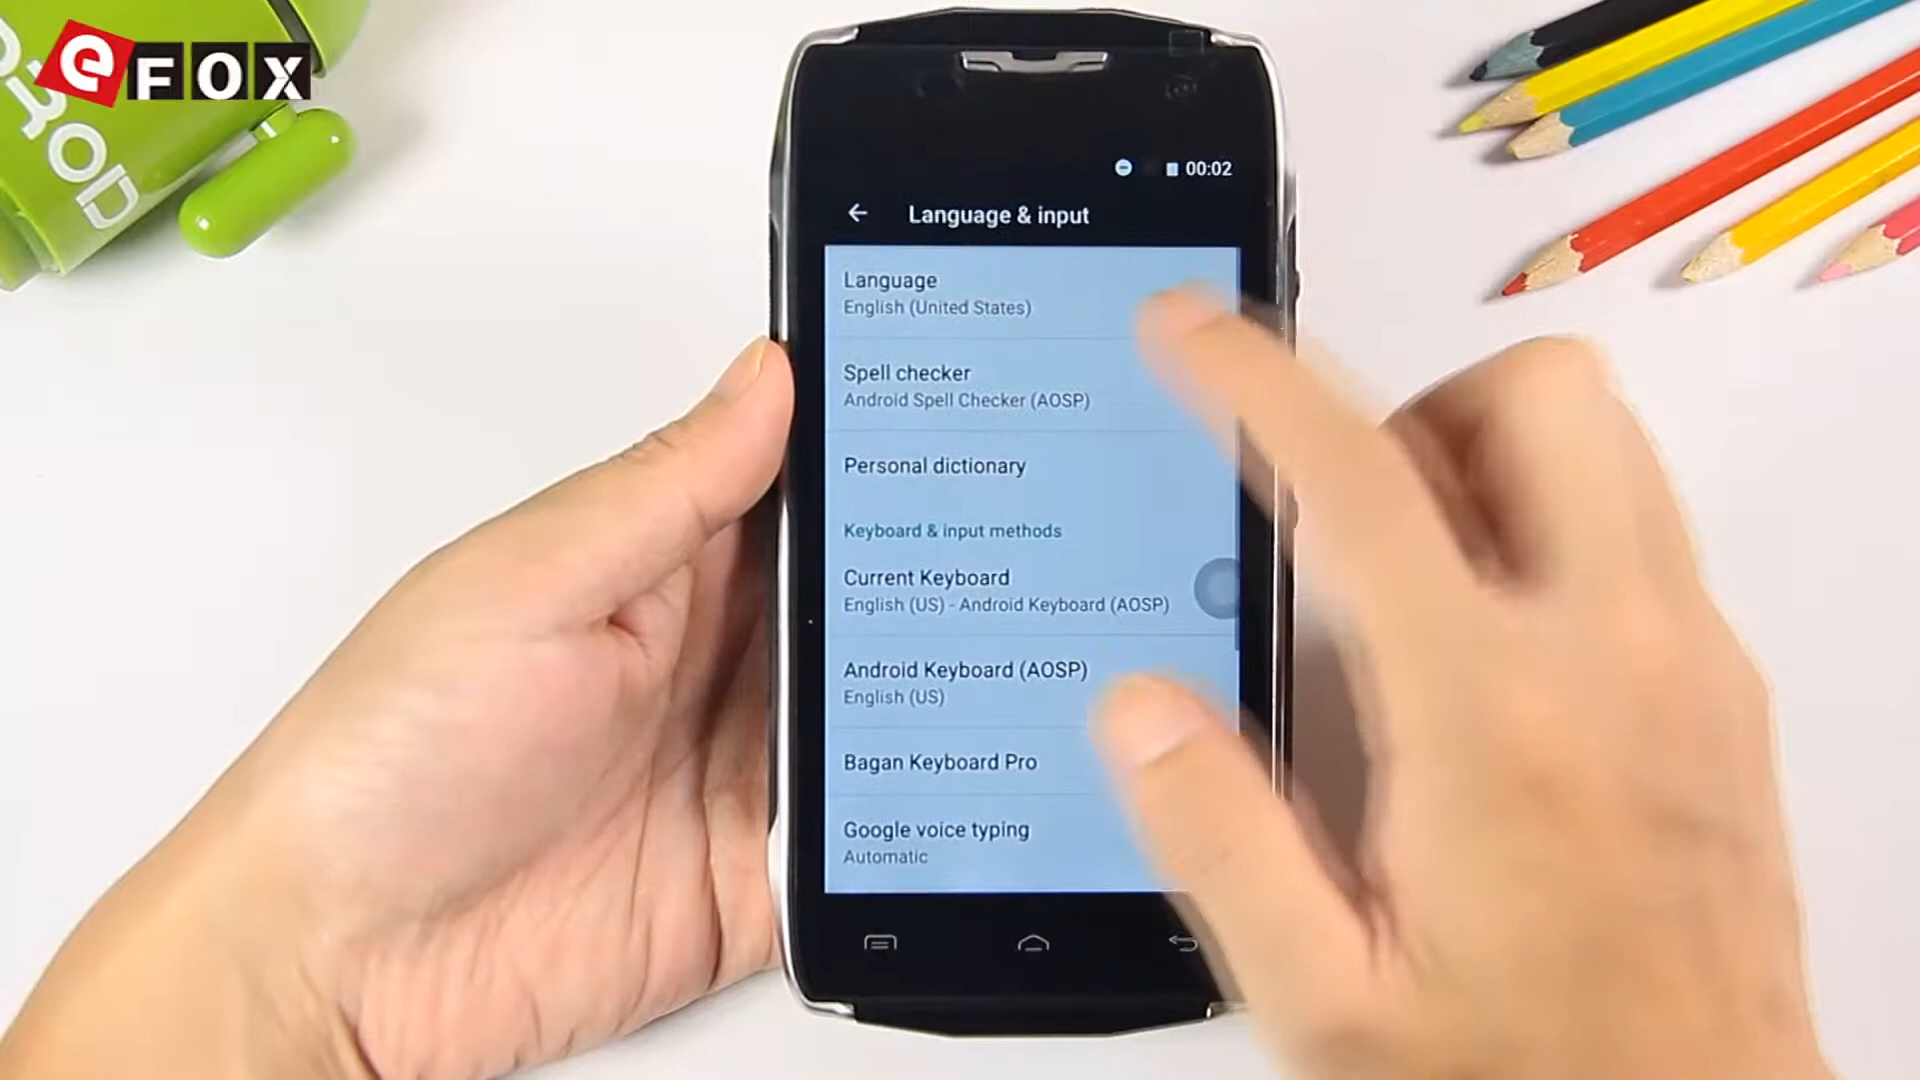 eFOX
DROID
00:02
Language & input
Language
English (United States)
Spell checker
Android Spell Checker (AOSP)
Personal dictionary
Keyboard & input methods
Current Keyboard
English (US) - Android Keyboard (AOSP)
Android Keyboard (AOSP)
English (US)
Bagan Keyboard Pro
Google voice typing
Automatic